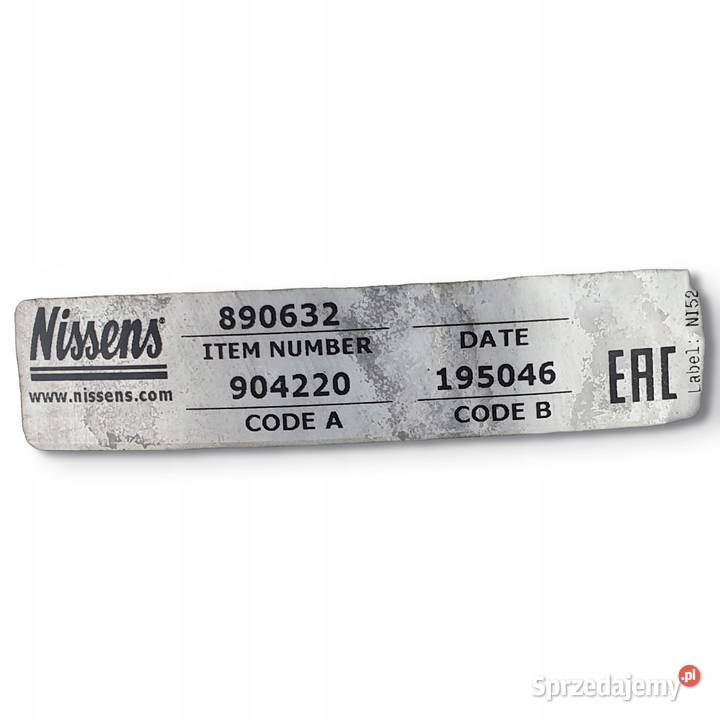 Nissens®
www.nissens.com
890632
ITEM NUMBER
904220
CODE A
DATE
195046
CODE B
EAC
Label: NI52
Sprzedajemy.pl